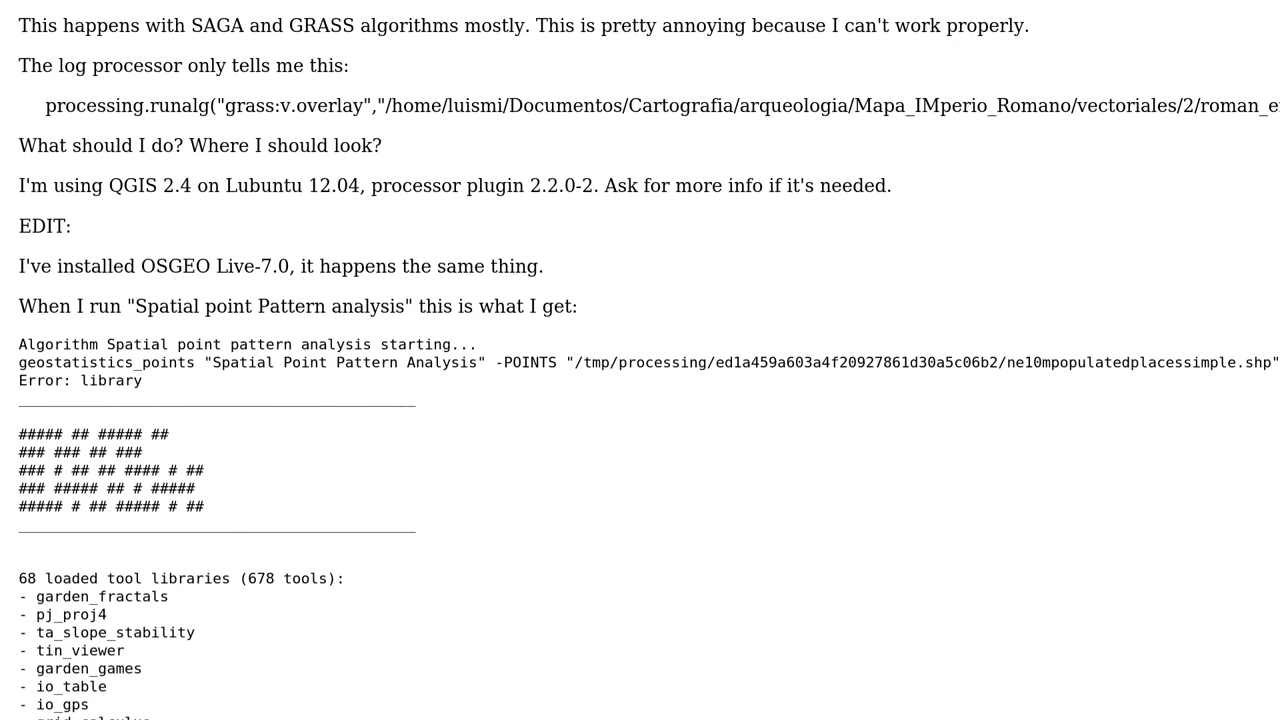 This happens with SAGA and GRASS algorithms mostly. This is pretty annoying because I can't work properly.
The log processor only tells me this:
processing.runalg("grass:v.overlay","/home/luismi/Documentos/Cartografia/arqueologia/Mapa_IMperio_Romano/vectoriales/2/roman_e
What should I do? Where I should look?
I'm using QGIS 2.4 on Lubuntu 12.04, processor plugin 2.2.0-2. Ask for more info if it's needed.
EDIT:
I've installed OSGEO Live-7.0, it happens the same thing.
When I run "Spatial point Pattern analysis" this is what I get:
Algorithm Spatial point pattern analysis starting...
geostatistics_points "Spatial Point Pattern Analysis" -POINTS "/tmp/processing/ed1a459a603a4f20927861d30a5c06b2/ne10mpopulatedplacessimple.shp"
Error: library
_____________________________________________
##### ## ##### ##
### ### ## ###
### # ## ## #### # ##
### ##### ## # #####
##### # ## ##### # ##
_____________________________________________
68 loaded tool libraries (678 tools):
- garden_fractals
- pj_proj4
- ta_slope_stability
- tin_viewer
- garden_games
- io_table
- io_gps